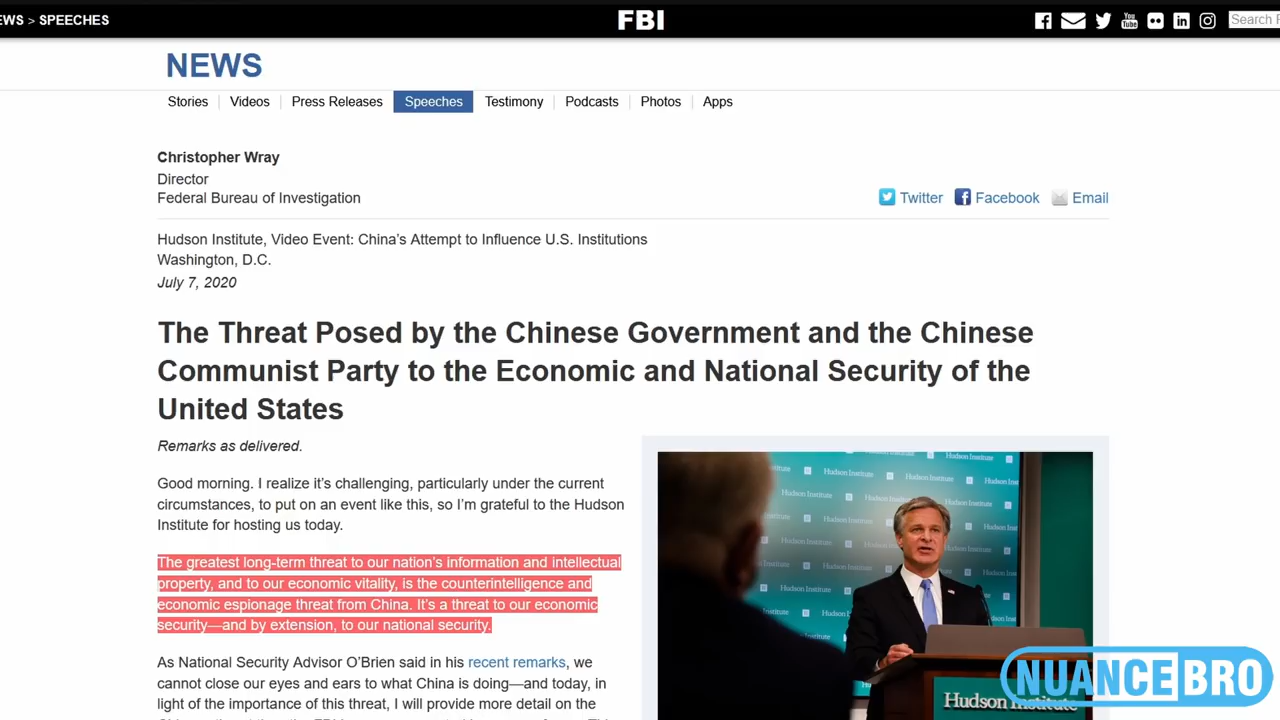 EWS > SPEECHES
FBI
Search
NEWS
Stories
Videos
Press Releases
Speeches
Testimony
Podcasts
Photos
Apps
Christopher Wray
Director
Federal Bureau of Investigation
Twitter
Facebook
Email
Hudson Institute, Video Event: China’s Attempt to Influence U.S. Institutions
Washington, D.C.
July 7, 2020
The Threat Posed by the Chinese Government and the Chinese
Communist Party to the Economic and National Security of the
United States
Remarks as delivered.
Good morning. I realize it’s challenging, particularly under the current
circumstances, to put on an event like this, so I’m grateful to the Hudson
Institute for hosting us today.
The greatest long-term threat to our nation’s information and intellectual
property, and to our economic vitality, is the counterintelligence and
economic espionage threat from China. It’s a threat to our economic
security—and by extension, to our national security.
As National Security Advisor O’Brien said in his recent remarks, we
cannot close our eyes and ears to what China is doing—and today, in
light of the importance of this threat, I will provide more detail on the
Hudson Institute
Hudson Institute
Hudson Institute
Hudson Institute
NUANCEBRO